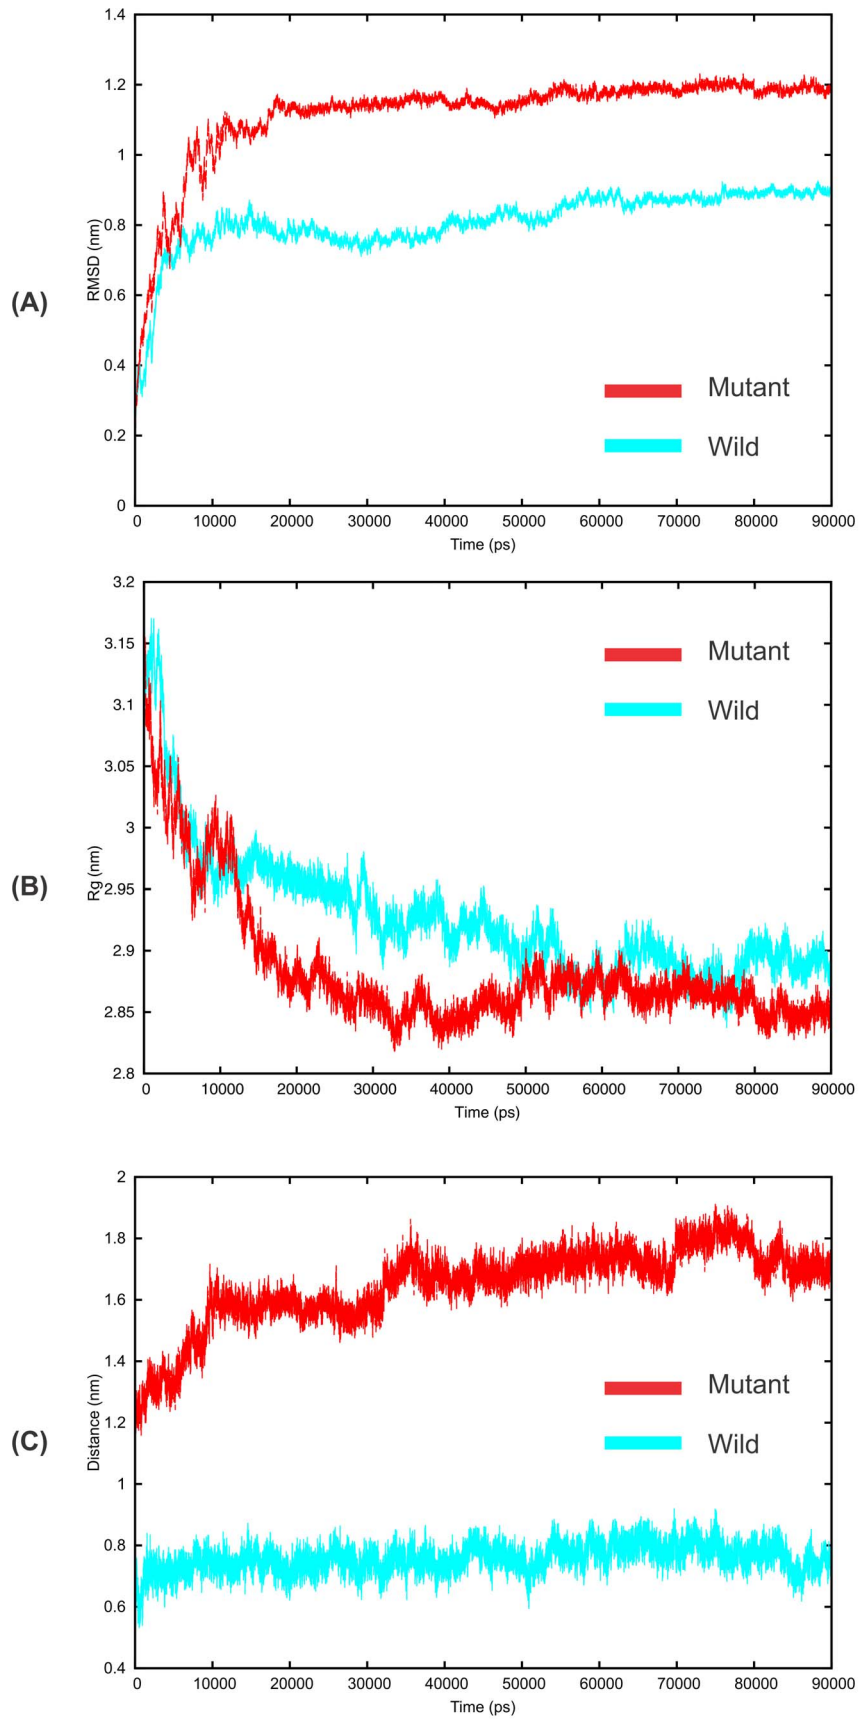 (A)
RMSD (nm)
1.4
1.2
1
0.8
0.6
0.4
0.2
0
Mutant
Wild
0 10000 20000 30000 40000 50000 60000 70000 80000 90000
Time (ps)
(B)
Rg (nm)
3.2
3.15
3.1
3.05
3
2.95
2.9
2.85
2.8
Mutant
Wild
0 10000 20000 30000 40000 50000 60000 70000 80000 90000
Time (ps)
(C)
Distance (nm)
2
1.8
1.6
1.4
1.2
1
0.8
0.6
0.4
Mutant
Wild
0 10000 20000 30000 40000 50000 60000 70000 80000 90000
Time (ps)